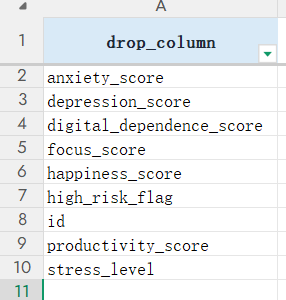 A
1 drop_column
2 anxiety_score
3 depression_score
4 digital_dependence_score
5 focus_score
6 happiness_score
7 high_risk_flag
8 id
9 productivity_score
10 stress_level
11